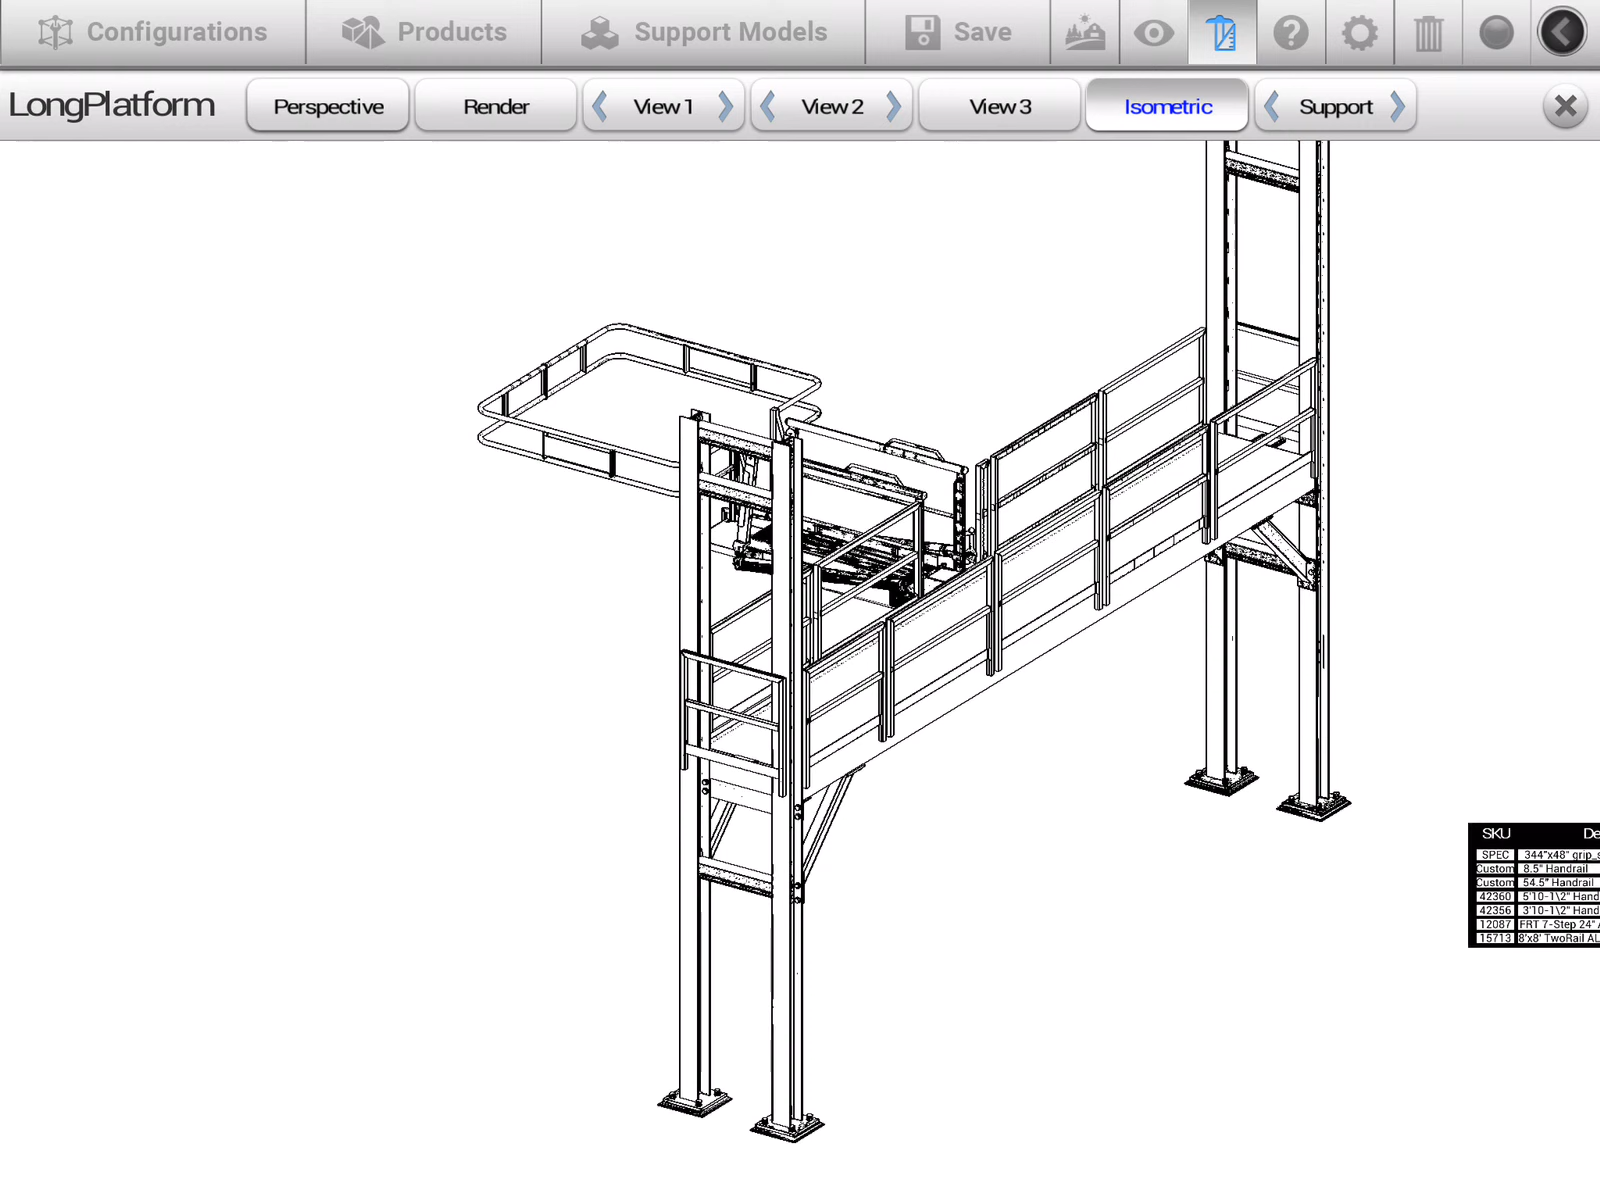 Configurations Products Support Models Save
LongPlatform Perspective Render View 1 View 2 View 3 Isometric Support
SKU De
SPEC 344"x48" grip_s
Custom 8.5" Handrail
Custom 54.5" Handrail
42360 5'10-1\2" Hand
42356 3'10-1\2" Hand
12087 FRT 7-Step 24" A
15713 8'x8' TwoRail AL